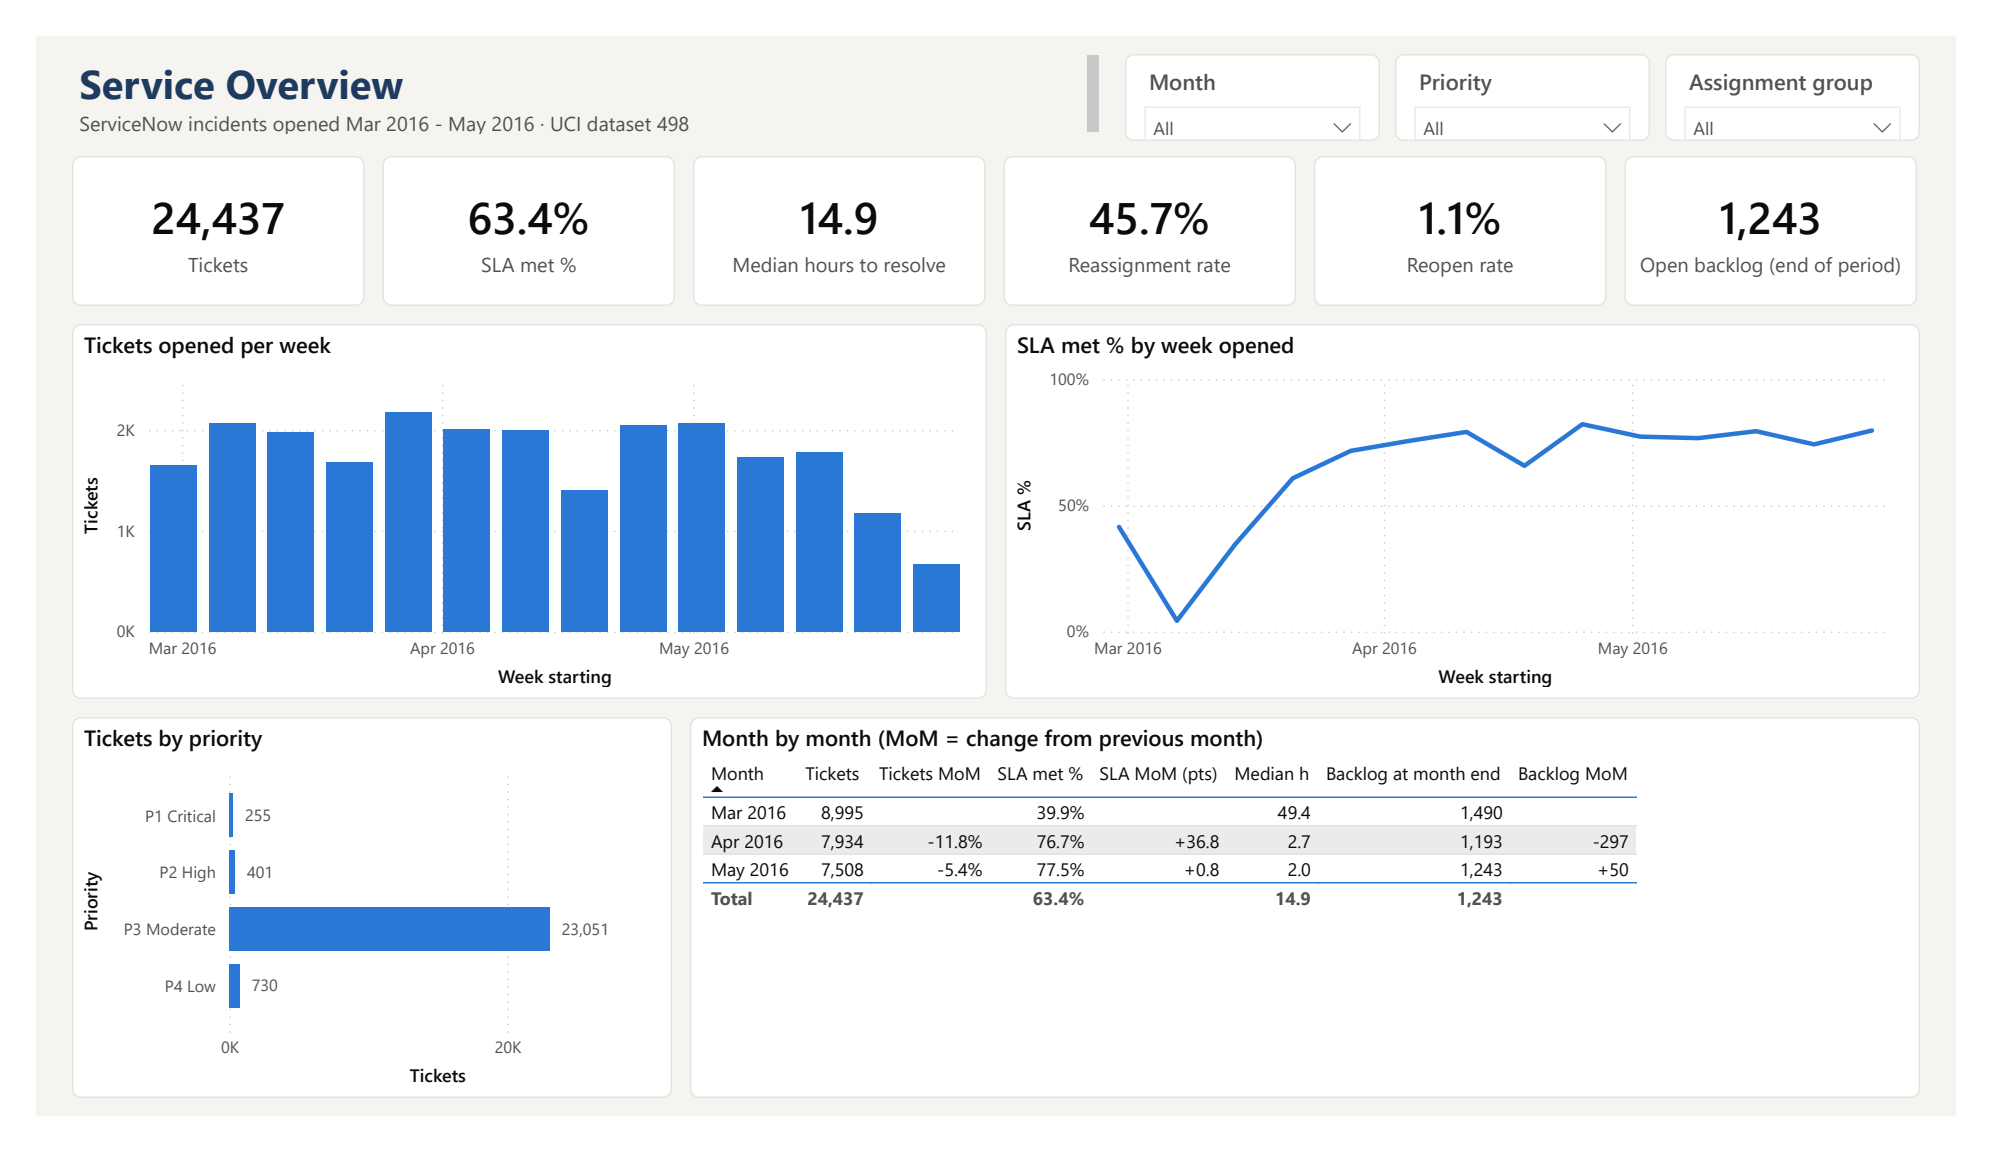 Service Overview
ServiceNow incidents opened Mar 2016 - May 2016 · UCI dataset 498
Month
All
Priority
All
Assignment group
All
24,437
Tickets
63.4%
SLA met %
14.9
Median hours to resolve
45.7%
Reassignment rate
1.1%
Reopen rate
1,243
Open backlog (end of period)
Tickets opened per week
2K
1K
0K
Tickets
Mar 2016 Apr 2016 May 2016
Week starting
SLA met % by week opened
100%
50%
0%
SLA %
Mar 2016 Apr 2016 May 2016
Week starting
Tickets by priority
Priority
P1 Critical 255
P2 High 401
P3 Moderate 23,051
P4 Low 730
0K 20K
Tickets
Month by month (MoM = change from previous month)
Month Tickets Tickets MoM SLA met % SLA MoM (pts) Median h Backlog at month end Backlog MoM
Mar 2016 8,995 39.9% 49.4 1,490
Apr 2016 7,934 -11.8% 76.7% +36.8 2.7 1,193 -297
May 2016 7,508 -5.4% 77.5% +0.8 2.0 1,243 +50
Total 24,437 63.4% 14.9 1,243